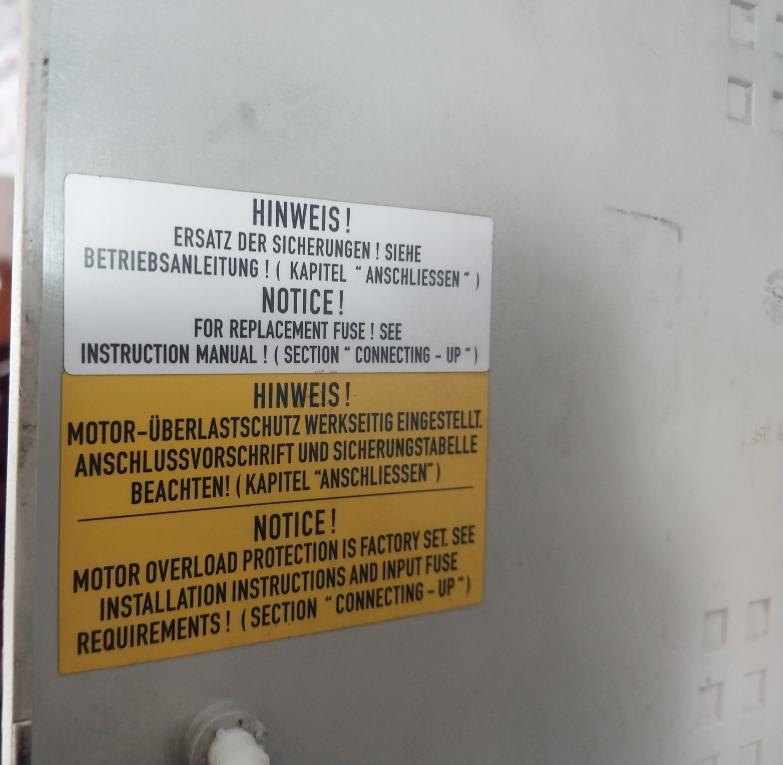 HINWEIS!
ERSATZ DER SICHERUNGEN ! SIEHE
BETRIEBSANLEITUNG ! ( KAPITEL “ ANSCHLIESSEN “ )
NOTICE!
FOR REPLACEMENT FUSE ! SEE
INSTRUCTION MANUAL ! ( SECTION “ CONNECTING - UP “ )
HINWEIS!
MOTOR-ÜBERLASTSCHUTZ WERKSEITIG EINGESTELLT.
ANSCHLUSSVORSCHRIFT UND SICHERUNGSTABELLE
BEACHTEN! ( KAPITEL “ANSCHLIESSEN”)
NOTICE!
MOTOR OVERLOAD PROTECTION IS FACTORY SET. SEE
INSTALLATION INSTRUCTIONS AND INPUT FUSE
REQUIREMENTS ! ( SECTION “ CONNECTING - UP “ )